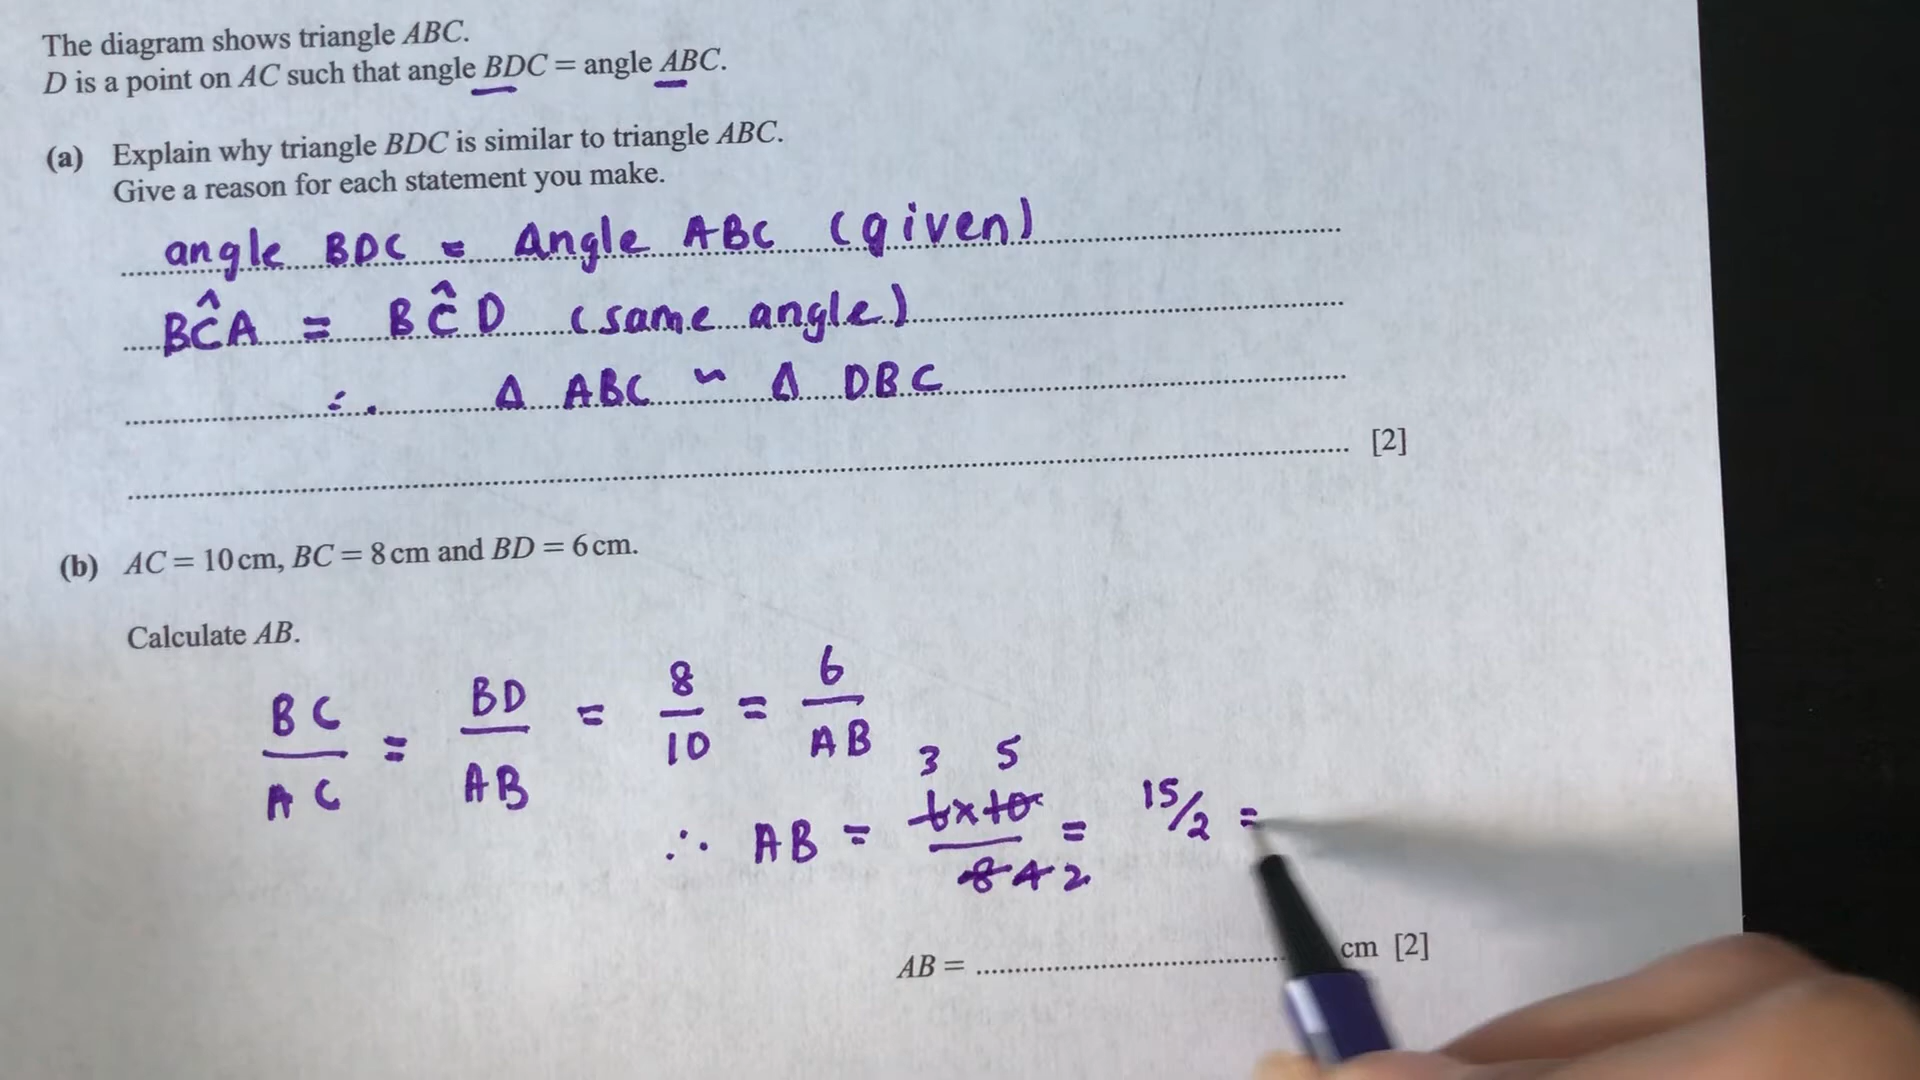 The diagram shows triangle ABC.
D is a point on AC such that angle BDC = angle ABC.
(a) Explain why triangle BDC is similar to triangle ABC.
Give a reason for each statement you make.
angle BDC = Angle ABC (given)
BĈA = BĈD (same angle)
∴ Δ ABC ~ Δ DBC
[2]
(b) AC = 10 cm, BC = 8 cm and BD = 6 cm.
Calculate AB.
BC/AC = BD/AB = 8/10 = 6/AB
3 5
∴ AB = 6x10/8 4 2 = 15/2 =
AB = cm [2]